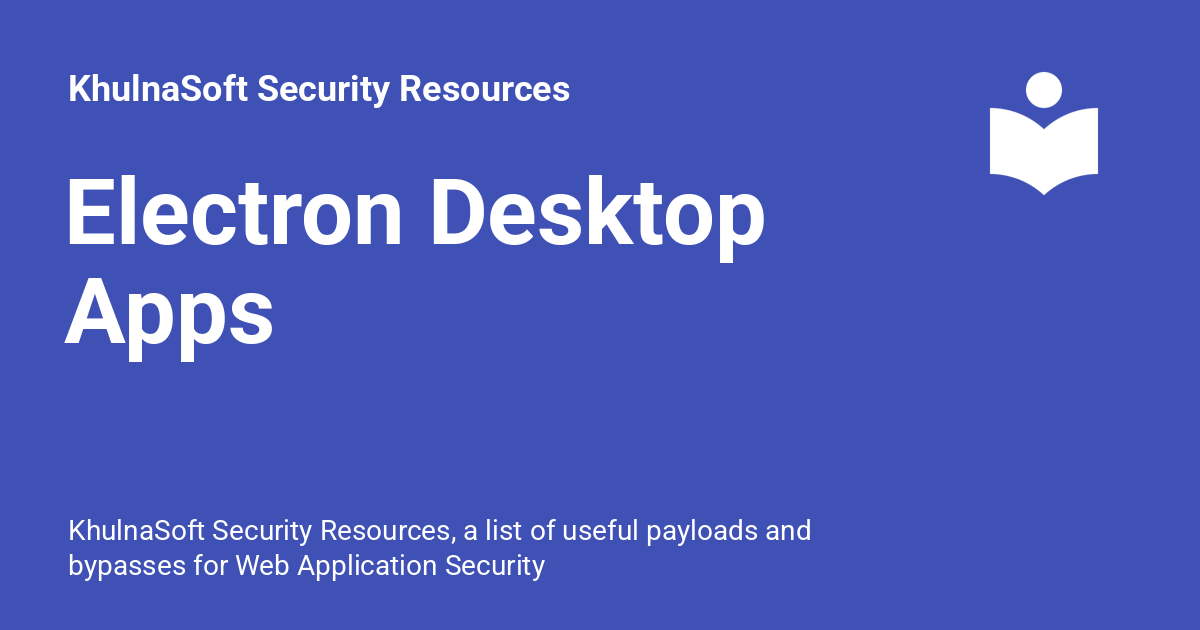 KhulnaSoft Security Resources
Electron Desktop
Apps
KhulnaSoft Security Resources, a list of useful payloads and
bypasses for Web Application Security